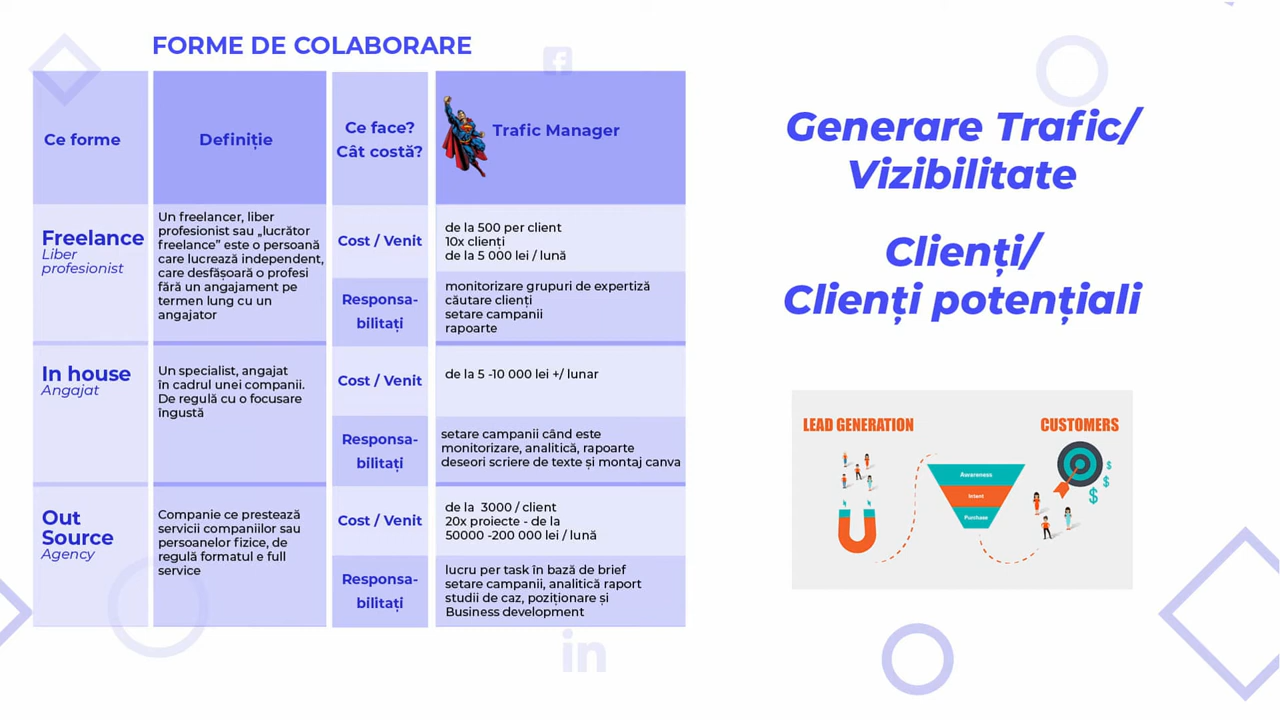 FORME DE COLABORARE
Ce forme
Definiție
Ce face?
Cât costă?
Trafic Manager
Freelance
Liber
profesionist
Un freelancer, liber
profesionist sau „lucrător
freelance” este o persoană
care lucrează independent,
care desfășoară o profesi
fără un angajament pe
termen lung cu un
angajator
Cost / Venit
de la 500 per client
10x clienți
de la 5 000 lei / lună
Responsa-
bilitați
monitorizare grupuri de expertiză
căutare clienți
setare campanii
rapoarte
In house
Angajat
Un specialist, angajat
în cadrul unei companii.
De regulă cu o focusare
îngustă
Cost / Venit
de la 5 -10 000 lei +/ lunar
Responsa-
bilitați
setare campanii când este
monitorizare, analitică, rapoarte
deseori scriere de texte și montaj canva
Out
Source
Agency
Companie ce prestează
servicii companiilor sau
persoanelor fizice, de
regulă formatul e full
service
Cost / Venit
de la  3000 / client
20x proiecte - de la
50000 -200 000 lei / lună
Responsa-
bilitați
lucru per task în bază de brief
setare campanii, analitică raport
studii de caz, poziționare și
Business development
Generare Trafic/
Vizibilitate
Clienți/
Clienți potențiali
LEAD GENERATION
CUSTOMERS
Awareness
Intent
Purchase
in